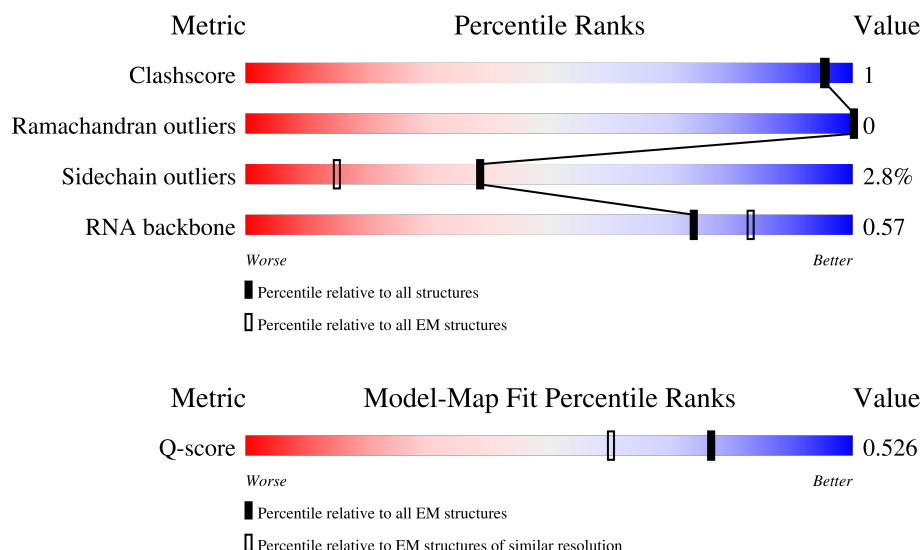 Metric Percentile Ranks Value
Clashscore 1
Ramachandran outliers 0
Sidechain outliers 2.8%
RNA backbone 0.57
Worse Better
Percentile relative to all structures
Percentile relative to all EM structures
Metric Model-Map Fit Percentile Ranks Value
Q-score 0.526
Worse Better
Percentile relative to all EM structures
Percentile relative to EM structures of similar resolution